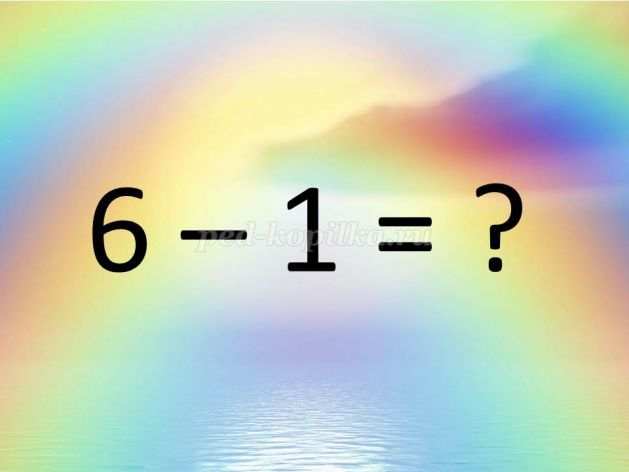 6 – 1 = ?
ped-kopilka.ru